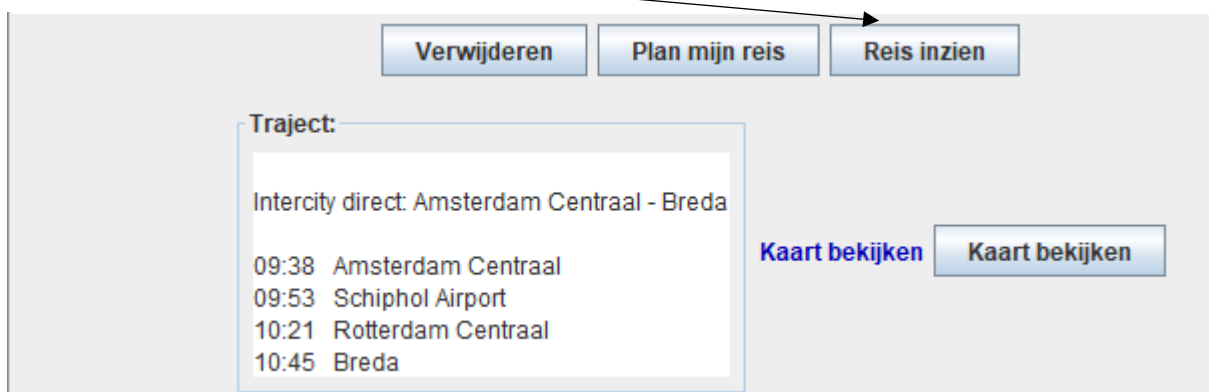 Verwijderen Plan mijn reis Reis inzien
Traject:
Intercity direct: Amsterdam Centraal - Breda
Kaart bekijken Kaart bekijken
09:38 Amsterdam Centraal
09:53 Schiphol Airport
10:21 Rotterdam Centraal
10:45 Breda